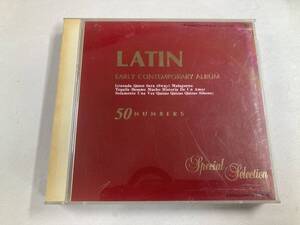 LATIN
EARLY CONTEMPORARY ALBUM
Granada Quien Sera (Sway) Malaguena
Tequila Besame Mucho Historia De Un Amor
Solamente Una Vez Quizas Quizas Quizas Siboney
50 NUMBERS
Special
Selection